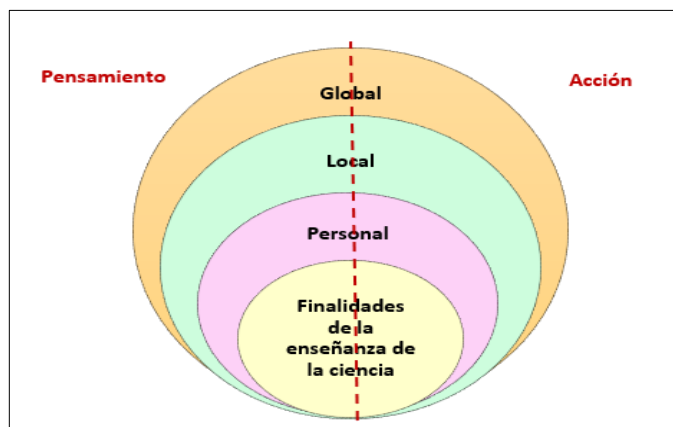 Pensamiento
Acción
Global
Local
Personal
Finalidades
de la
enseñanza de
la ciencia